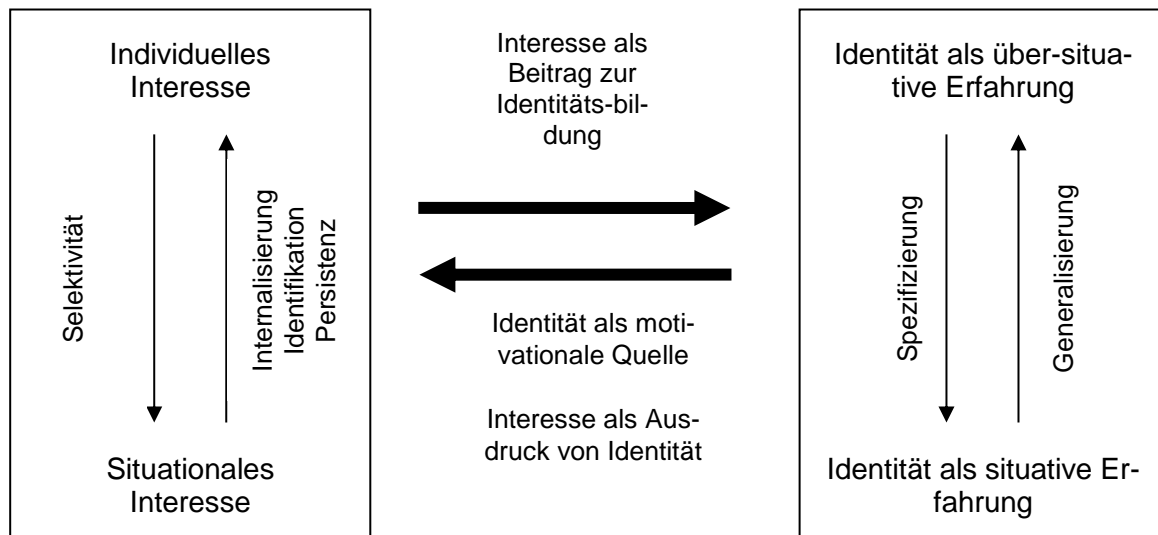 Individuelles
Interesse
Selektivität
Internalisierung
Identifikation
Persistenz
Situationales
Interesse
Interesse als
Beitrag zur
Identitäts-bil-
dung
Identität als moti-
vationale Quelle
Interesse als Aus-
druck von Identität
Identität als über-situa-
tive Erfahrung
Spezifizierung
Generalisierung
Identität als situative Er-
fahrung